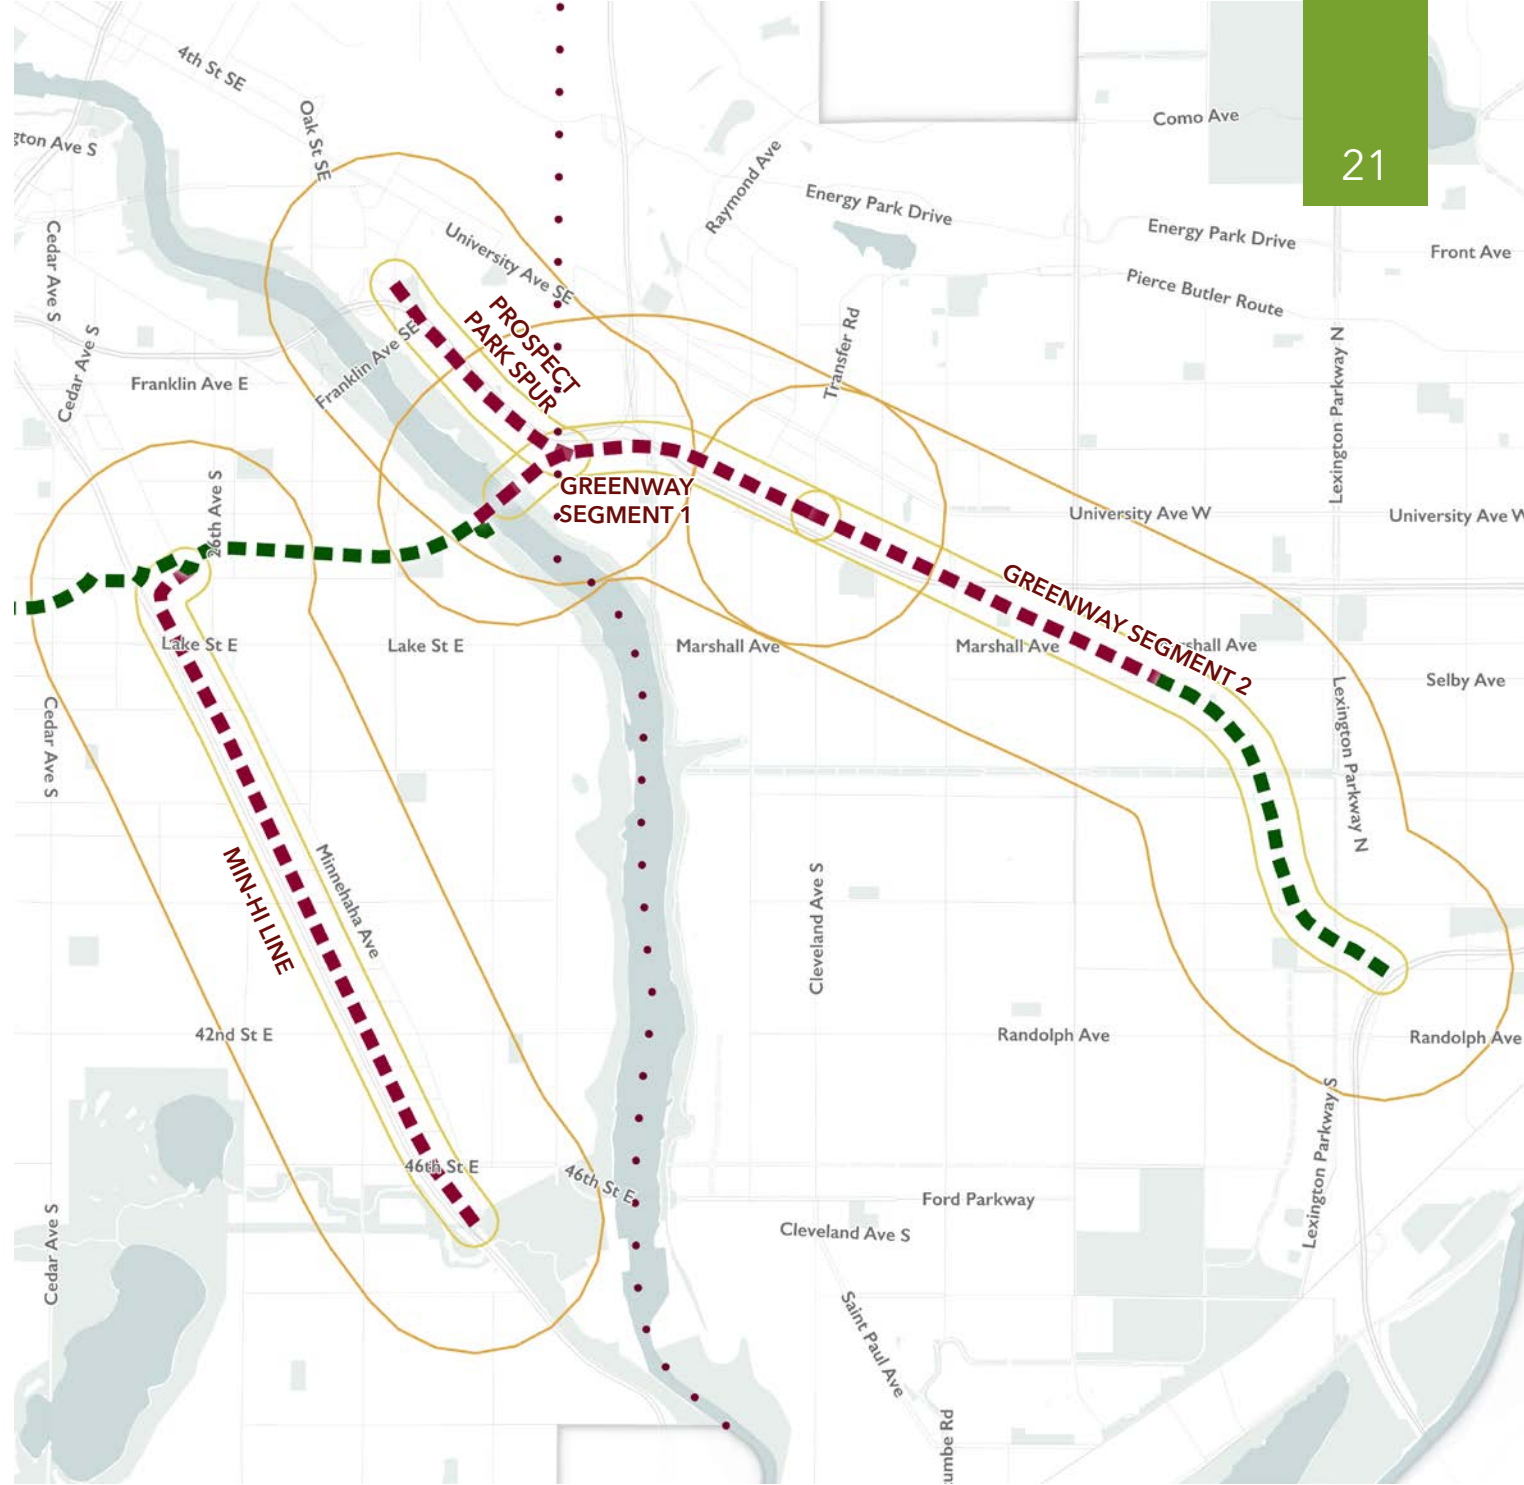 4th St SE
Oak St SE
Como Ave
21
gton Ave S
Raymond Ave
Energy Park Drive
Energy Park Drive
Front Ave
Cedar Ave S
University Ave SE
Pierce Butler Route
PROSPECT
PARK SPUR
Transfer Rd
Cedar Ave S
Franklin Ave E
Franklin Ave SE
Lexington Parkway N
26th Ave S
GREENWAY
SEGMENT 1
University Ave W
University Ave W
GREENWAY SEGMENT 2
Lake St E
Lake St E
Marshall Ave
Marshall Ave
shall Ave
Selby Ave
Cedar Ave S
Lexington Parkway N
MIN-HI LINE
Minnehaha Ave
Cleveland Ave S
42nd St E
Randolph Ave
Randolph Ave
46th St E
46th St E
Ford Parkway
Lexington Parkway S
Cleveland Ave S
Cedar Ave S
Saint Paul Ave
umbe Rd